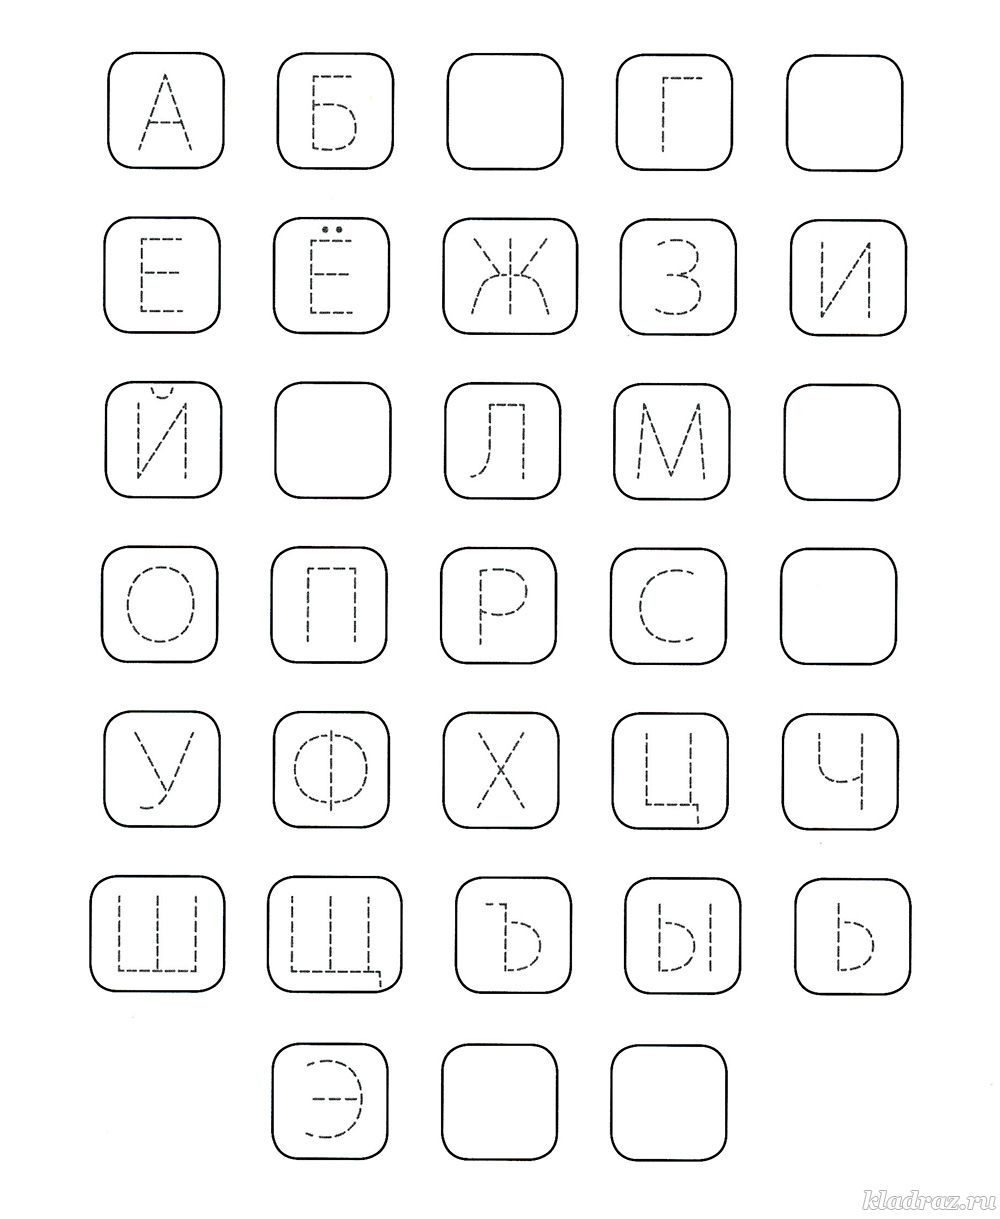 А Б Г
Е Ё Ж З И
Й Л М
О П Р С
У Ф Х Ц Ч
Ш Щ Ъ Ы Ь
Э
kladraz.ru